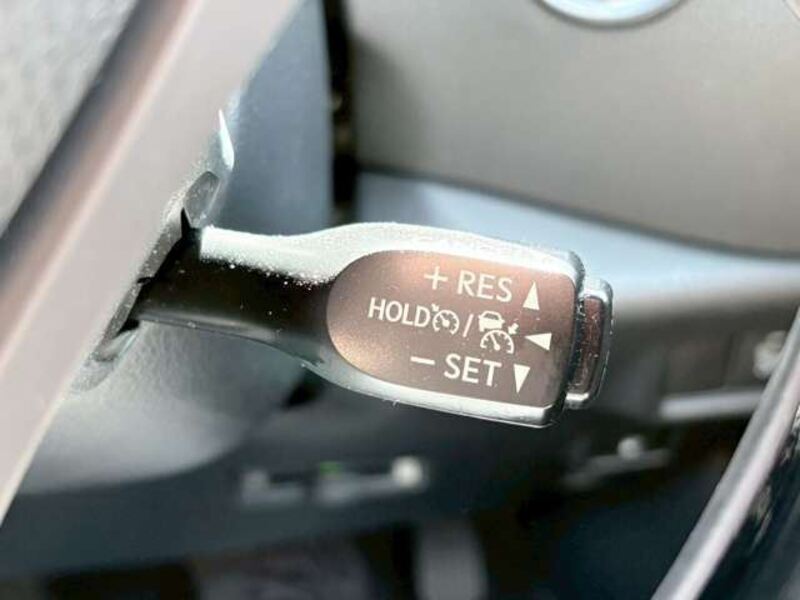 + RES ▲
HOLD / ◀
− SET ▼